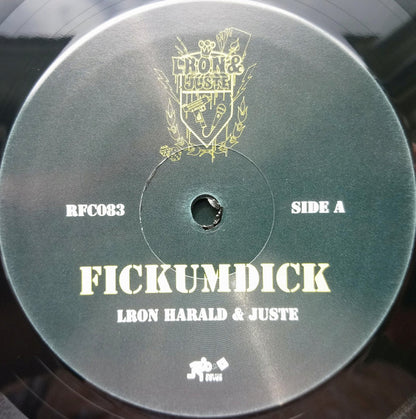 LRON&
JUSTE
RFC083
SIDE A
FICKUMDICK
LRON HARALD & JUSTE